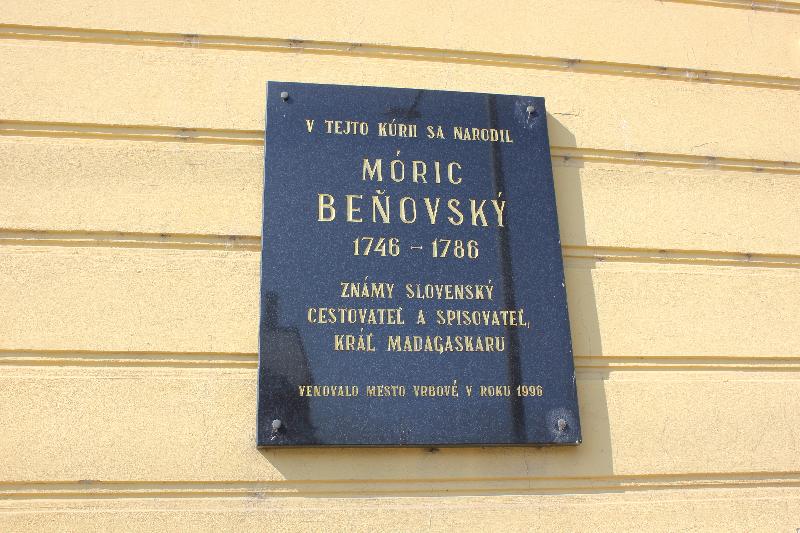 V TEJTO KÚRII SA NARODIL
MÓRIC
BEŇOVSKÝ
1746 - 1786
ZNÁMY SLOVENSKÝ
CESTOVATEĽ A SPISOVATEĽ,
KRÁĽ MADAGASKARU
VENOVALO MESTO VRBOVÉ V ROKU 1996